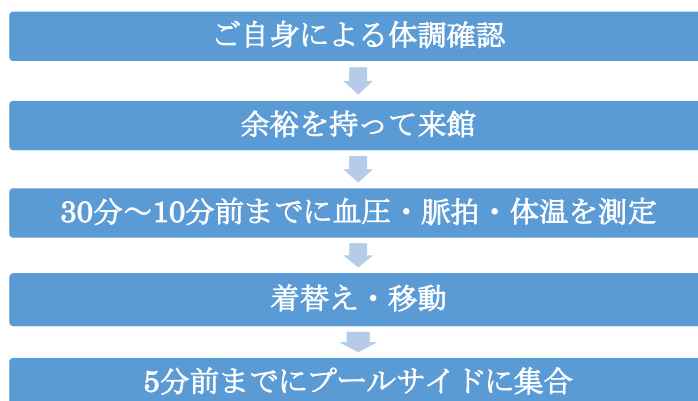 ご自身による体調確認
余裕を持って来館
30分～10分前までに血圧・脈拍・体温を測定
着替え・移動
5分前までにプールサイドに集合